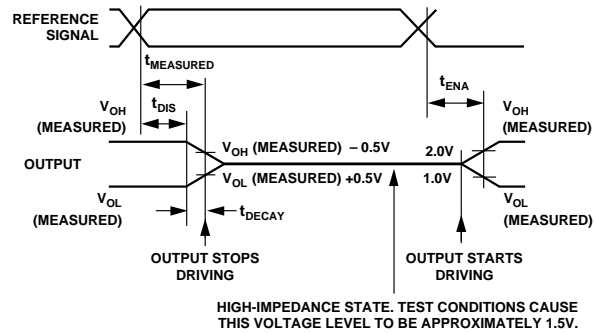 REFERENCE
SIGNAL
tMEASURED
tENA
tDIS
VOH
(MEASURED)
VOH
(MEASURED)
VOH (MEASURED) – 0.5V
2.0V
OUTPUT
VOL (MEASURED) +0.5V
1.0V
VOL
(MEASURED)
VOL
(MEASURED)
tDECAY
OUTPUT STOPS
DRIVING
OUTPUT STARTS
DRIVING
HIGH-IMPEDANCE STATE. TEST CONDITIONS CAUSE
THIS VOLTAGE LEVEL TO BE APPROXIMATELY 1.5V.